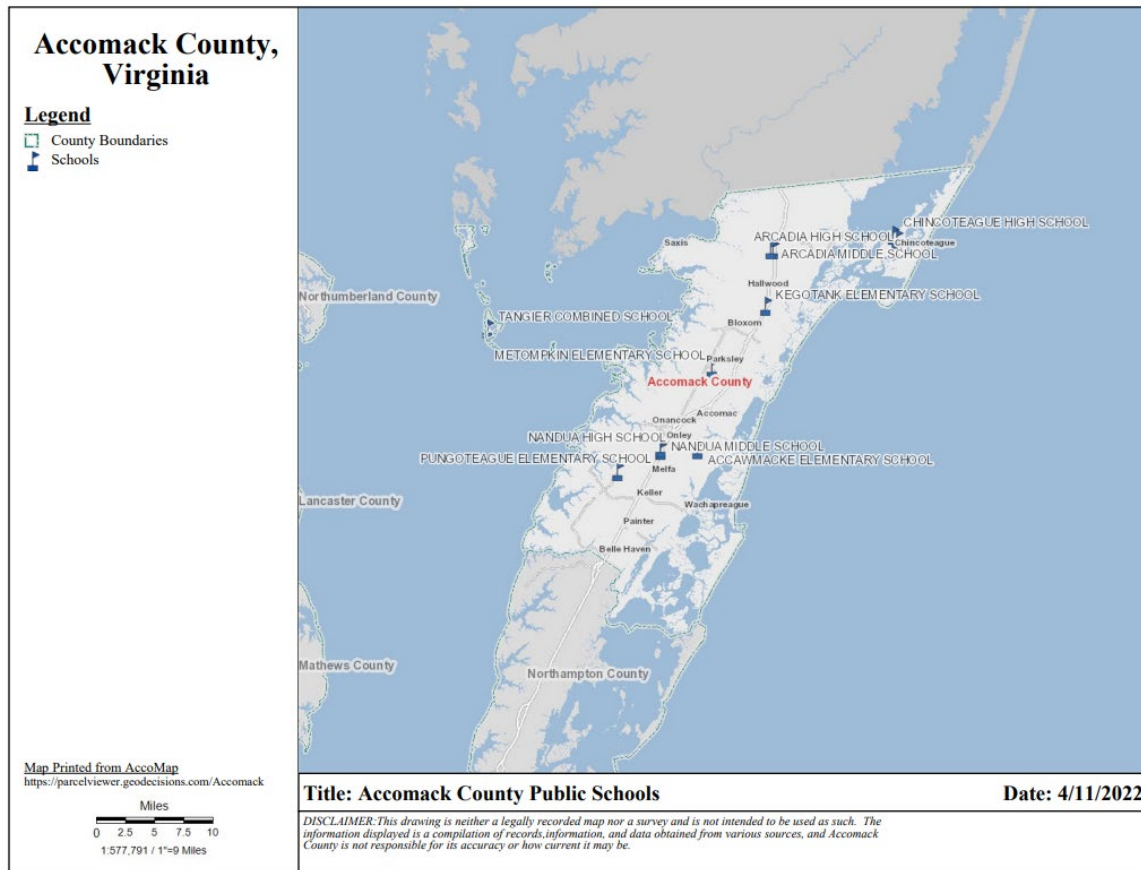 Accomack County,
Virginia
Legend
County Boundaries
Schools
Map Printed from AccoMap
https://parcelviewer.geodecisions.com/Accomack
Miles
0 2.5 5 7.5 10
1:577,791 / 1"=9 Miles
CHINCOTEAGUE HIGH SCHOOL
ARCADIA HIGH SCHOOL
Chincoteague
Saxis
ARCADIA MIDDLE SCHOOL
Hallwood
Northumberland County
KEGOTANK ELEMENTARY SCHOOL
TANGIER COMBINED SCHOOL
Bloxom
METOMPKIN ELEMENTARY SCHOOL
Parksley
Accomack County
Accomac
Onancock
Onley
NANDUA HIGH SCHOOL
NANDUA MIDDLE SCHOOL
PUNGOTEAGUE ELEMENTARY SCHOOL
ACCAWMACKE ELEMENTARY SCHOOL
Melfa
Keller
Lancaster County
Wachapreague
Painter
Belle Haven
Mathews County
Northampton County
Title: Accomack County Public Schools
Date: 4/11/2022
DISCLAIMER:This drawing is neither a legally recorded map nor a survey and is not intended to be used as such. The
information displayed is a compilation of records,information, and data obtained from various sources, and Accomack
County is not responsible for its accuracy or how current it may be.